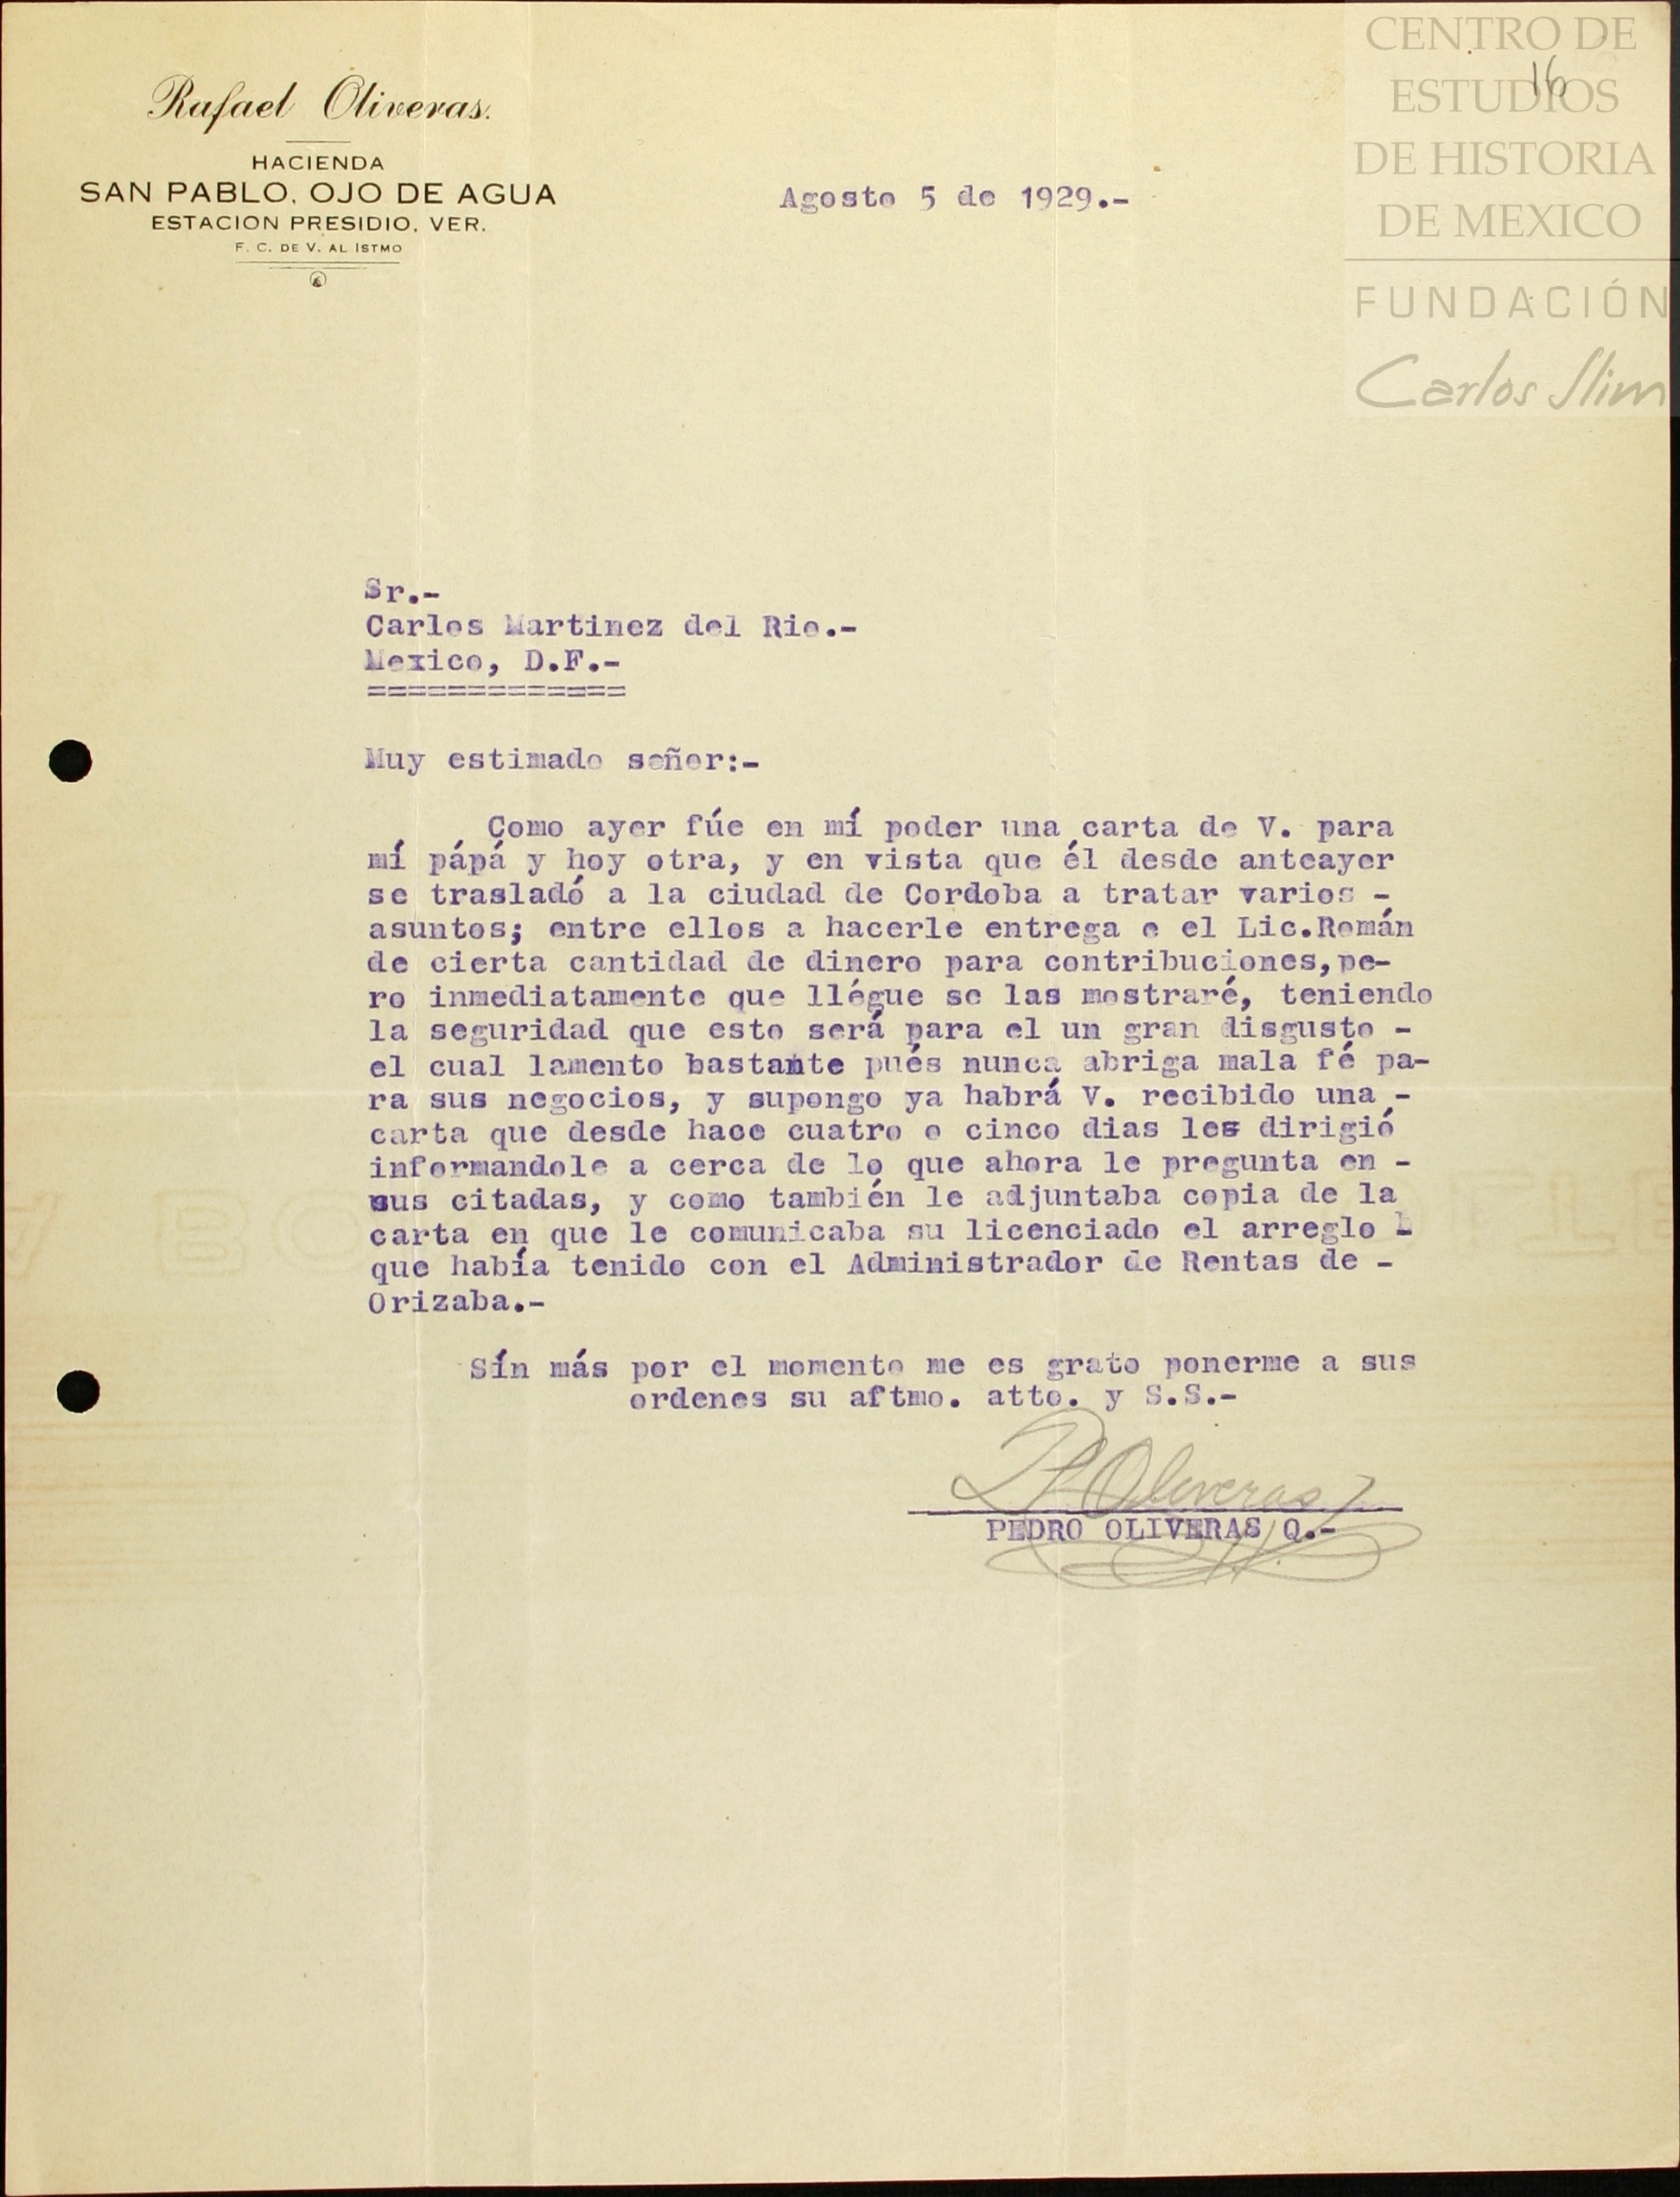 CENTRO DE
ESTUDIOS
DE HISTORIA
DE MEXICO
FUNDACIÓN
Carlos Slim
16
Rafael Oliveras.
HACIENDA
SAN PABLO, OJO DE AGUA
ESTACION PRESIDIO, VER.
F. C. DE V. AL ISTMO
Agosto 5 de 1929.-
Sr.-
Carlos Martinez del Rio.-
Mexico, D.F.-
=============
Muy estimado señor:-
Como ayer fúe en mí poder una carta de V. para
mí pápá y hoy otra, y en vista que él desde anteayer
se trasladó a la ciudad de Cordoba a tratar varios -
asuntos; entre ellos a hacerle entrega e el Lic.Román
de cierta cantidad de dinero para contribuciones,pe-
ro inmediatamente que llégue se las mostraré, teniendo
la seguridad que esto será para el un gran disgusto -
el cual lamento bastante pués nunca abriga mala fé pa-
ra sus negocios, y supongo ya habrá V. recibido una -
carta que desde hace cuatro o cinco dias les dirigió
informandole a cerca de lo que ahora le pregunta en -
sus citadas, y como también le adjuntaba copia de la
carta en que le comunicaba su licenciado el arreglo -
que había tenido con el Administrador de Rentas de -
Orizaba.-
Sín más por el momento me es grato ponerme a sus
ordenes su aftmo. atto. y S.S.-
P Oliveras
PEDRO OLIVERAS Q.-